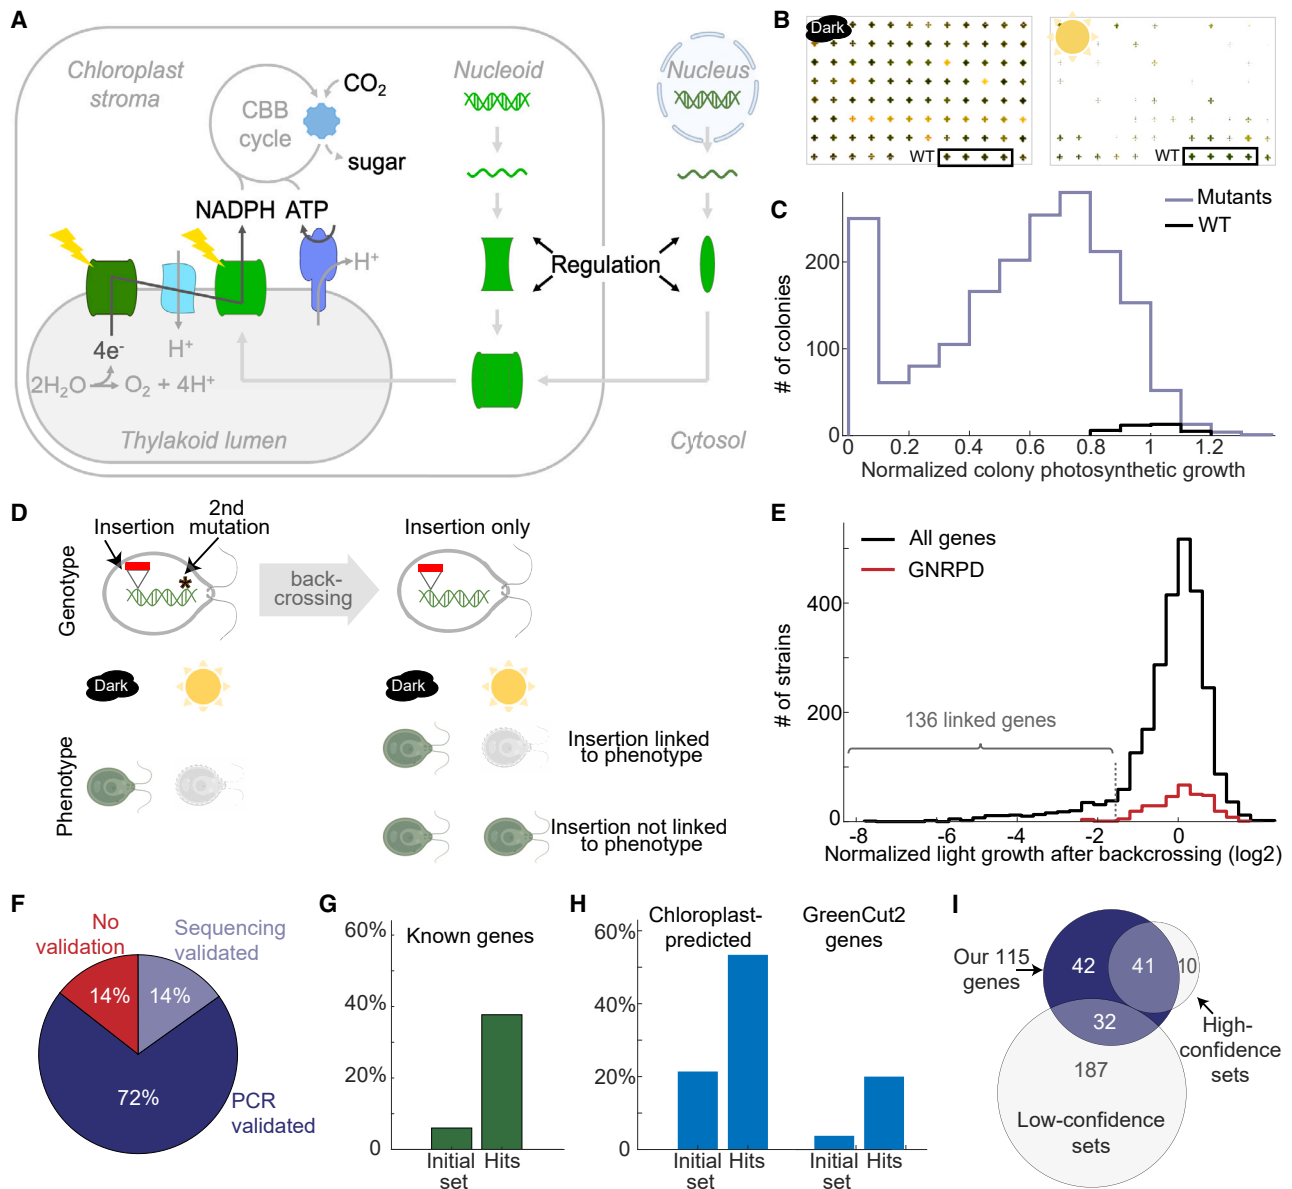 A
Chloroplast
stroma
CBB
cycle
CO2
sugar
NADPH ATP
H+
4e-
H+
2H2O → O2 + 4H+
Thylakoid lumen
Nucleoid
Nucleus
Regulation
Cytosol
B
Dark
WT
WT
C
Mutants
WT
# of colonies
200
100
0
0 0.2 0.4 0.6 0.8 1 1.2
Normalized colony photosynthetic growth
D
Genotype
Insertion
2nd
mutation
*
back-
crossing
Insertion only
Dark
Dark
Phenotype
Insertion linked
to phenotype
Insertion not linked
to phenotype
E
All genes
GNRPD
# of strains
400
200
0
136 linked genes
-8 -6 -4 -2 0
Normalized light growth after backcrossing (log2)
F
No
validation
Sequencing
validated
14%
14%
72%
PCR
validated
G
60%
40%
20%
0
Known genes
Initial
set
Hits
H
60%
40%
20%
0
Chloroplast-
predicted
GreenCut2
genes
Initial
set
Hits
Initial
set
Hits
I
Our 115
genes
42
41
10
32
High-
confidence
sets
187
Low-confidence
sets